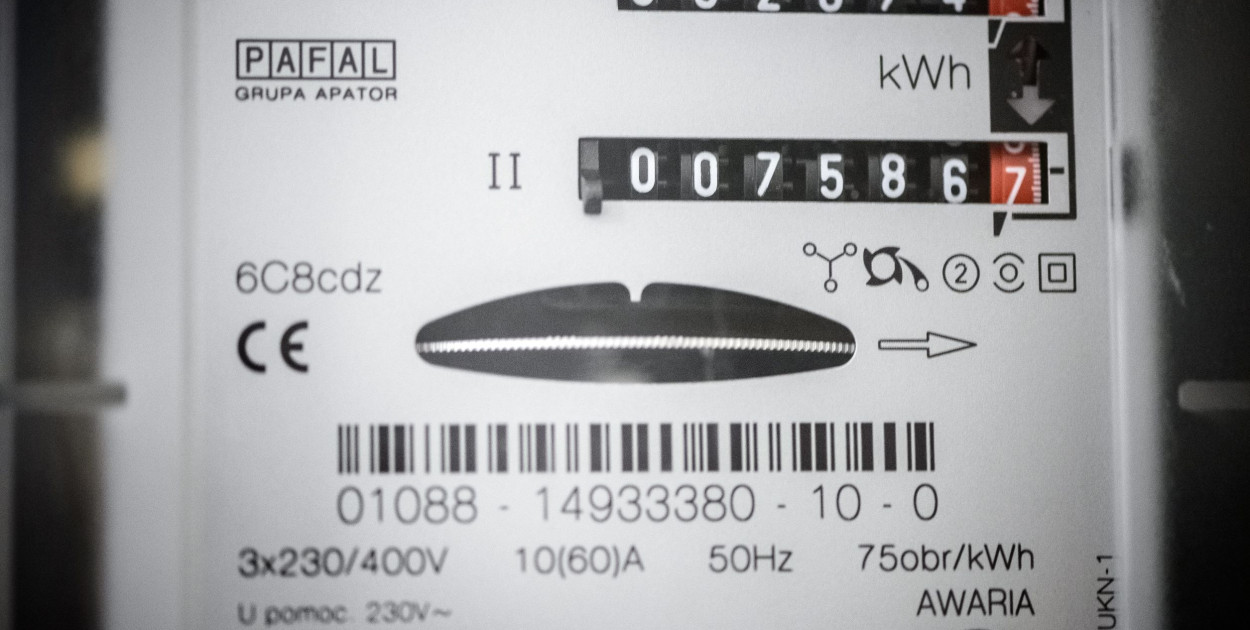 PAFAL
GRUPA APATOR
kWh
II 0075867
6C8cdz
2
CE
01088 - 14933380 - 10 - 0
3x230/400V 10(60)A 50Hz 75obr/kWh
U pomoc. 230V~
AWARIA
UKN-1